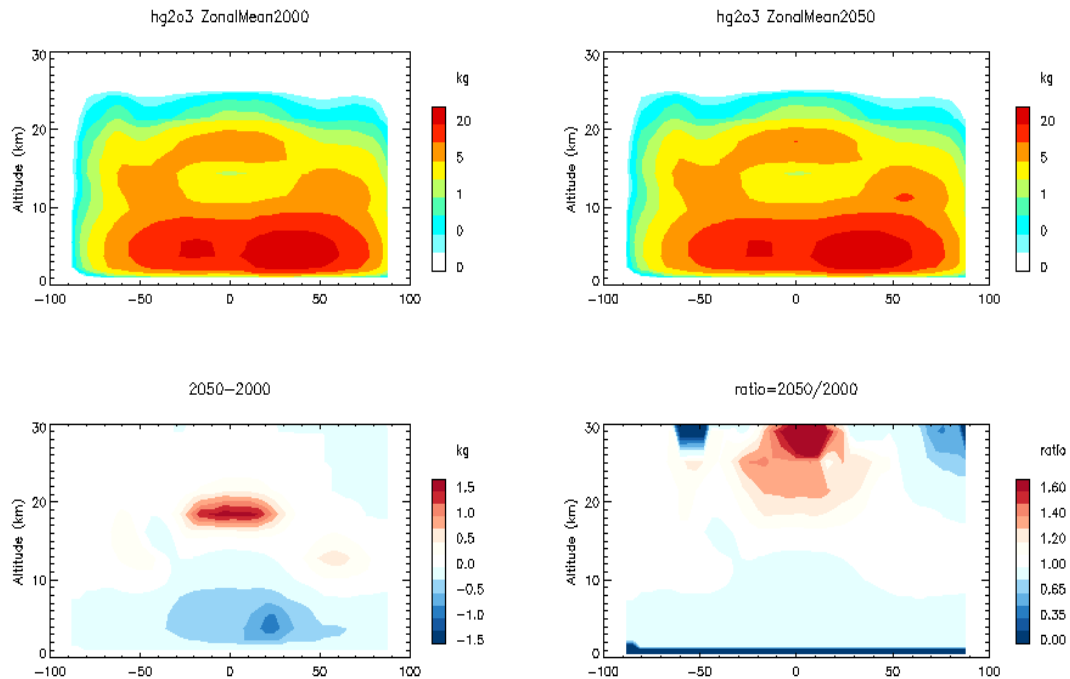 hg2o3 ZonalMean2000
30
20
10
0
Altitude (km)
-100 -50 0 50 100
kg
20
5
1
0
0
hg2o3 ZonalMean2050
30
20
10
0
Altitude (km)
-100 -50 0 50 100
kg
20
5
1
0
0
2050-2000
30
20
10
0
Altitude (km)
-100 -50 0 50 100
kg
1.5
1.0
0.5
0.0
-0.5
-1.0
-1.5
ratio=2050/2000
30
20
10
0
Altitude (km)
-100 -50 0 50 100
ratio
1.60
1.40
1.20
1.00
0.65
0.35
0.00